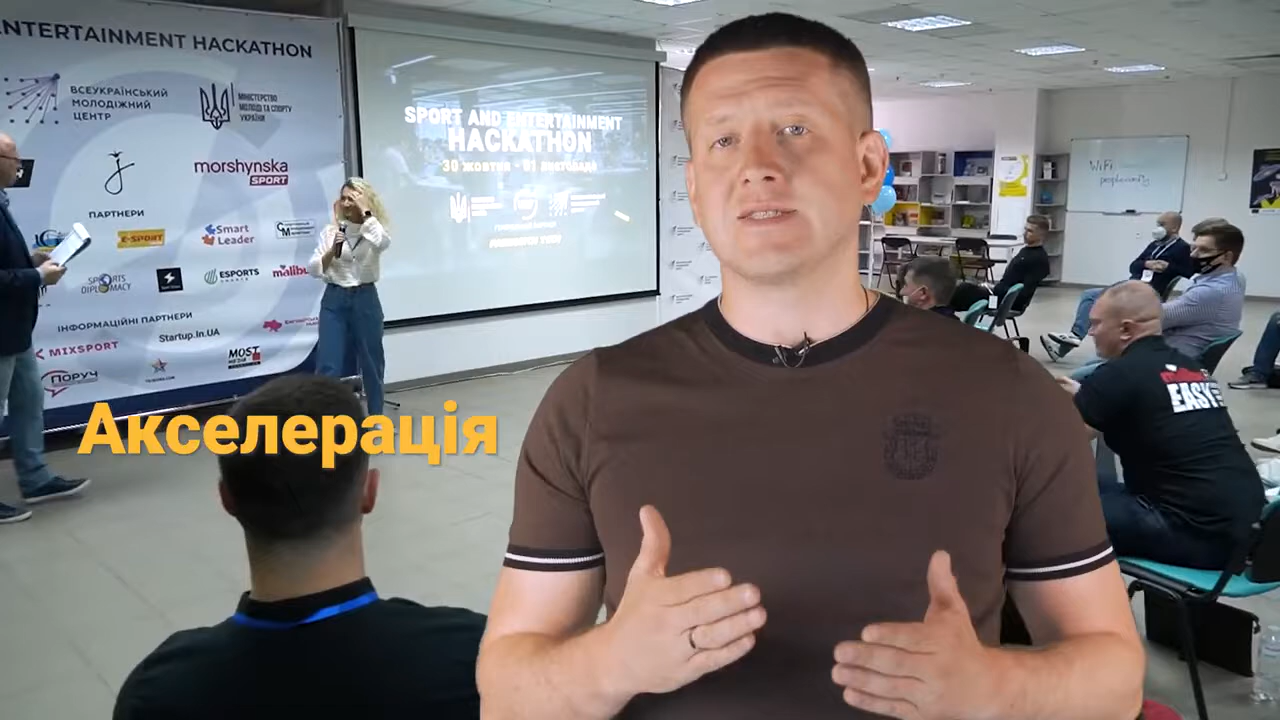 ENTERTAINMENT HACKATHON
ВСЕУКРАЇНСЬКИЙ
МОЛОДІЖНИЙ
ЦЕНТР
МІНІСТЕРСТВО
МОЛОДІ ТА СПОРТУ
УКРАЇНИ
morshynska
SPORT
ПАРТНЕРИ
E-SPORT
Smart
Leader
SPORTS
DIPLOMACY
ESPORTS
malibu
ІНФОРМАЦІЙНІ ПАРТНЕРИ
Startup.In.UA
MIXSPORT
MOST
ПОРУЧ
SPORT AND ENTERTAINMENT
HACKATHON
30 жовтня - 01 листопада
WiFi
EASY
Акселерація